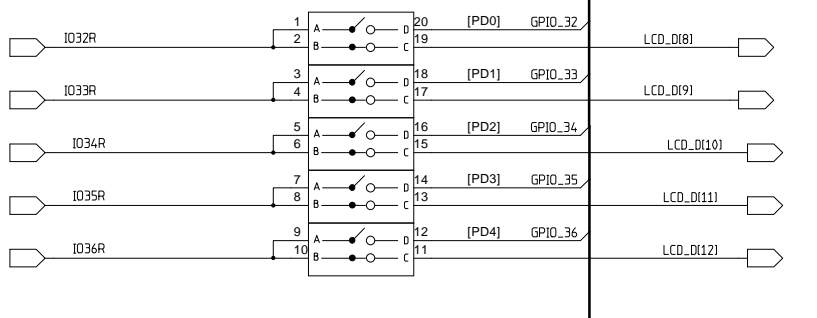 1 A D 20 [PD0] GPIO_32
IO32R 2 B C 19 LCD_D[8]
3 A D 18 [PD1] GPIO_33
IO33R 4 B C 17 LCD_D[9]
5 A D 16 [PD2] GPIO_34
IO34R 6 B C 15 LCD_D[10]
7 A D 14 [PD3] GPIO_35
IO35R 8 B C 13 LCD_D[11]
9 A D 12 [PD4] GPIO_36
IO36R 10 B C 11 LCD_D[12]